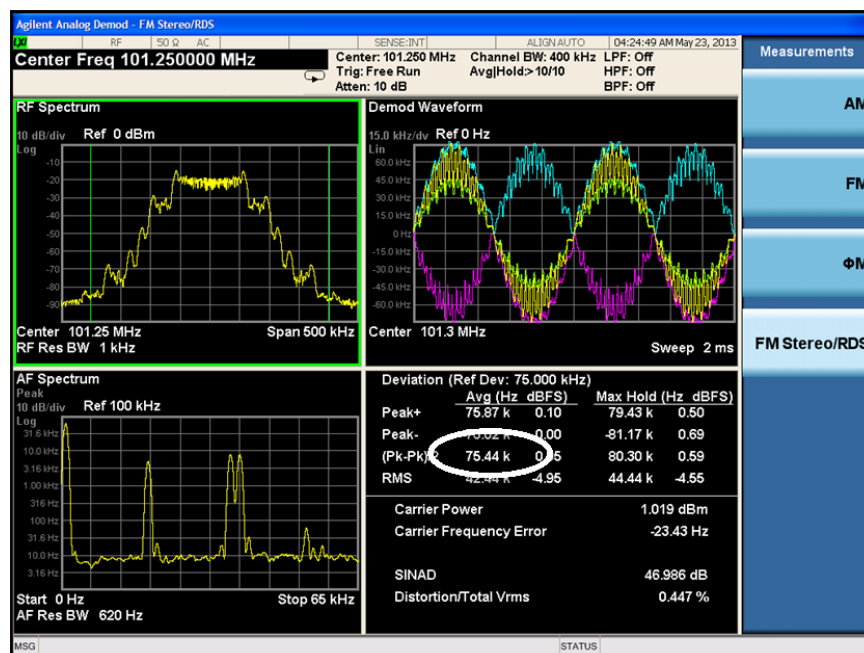 Agilent Analog Demod - FM Stereo/RDS
RF 50 Ω AC SENSE:INT ALIGN AUTO 04:24:49 AM May 23, 2013
Center Freq 101.250000 MHz
Center: 101.250 MHz Channel BW: 400 kHz LPF: Off
Trig: Free Run Avg|Hold:>10/10 HPF: Off
Atten: 10 dB BPF: Off
Measurements
AM
FM
ΦM
FM Stereo/RDS
RF Spectrum
10 dB/div Ref 0 dBm
Log
-10
-20
-30
-40
-50
-60
-70
-80
-90
Center 101.25 MHz Span 500 kHz
RF Res BW 1 kHz
Demod Waveform
15.0 kHz/dv Ref 0 Hz
Lin
60.0 kHz
45.0 kHz
30.0 kHz
15.0 kHz
0 Hz
-15.0 kHz
-30.0 kHz
-45.0 kHz
-60.0 kHz
Center 101.3 MHz
Sweep 2 ms
AF Spectrum
Peak
10 dB/div Ref 100 kHz
Log
31.6 kHz
10.0 kHz
3.16 kHz
1.00 kHz
316 Hz
100 Hz
31.6 Hz
10.0 Hz
3.16 Hz
Start 0 Hz Stop 65 kHz
AF Res BW 620 Hz
Deviation (Ref Dev: 75.000 kHz)
Avg (Hz dBFS) Max Hold (Hz dBFS)
Peak+ 75.87 k 0.10 79.43 k 0.50
Peak- 0.00 -81.17 k 0.69
(Pk-Pk) 75.44 k 80.30 k 0.59
RMS 42.44 k -4.95 44.44 k -4.55
Carrier Power 1.019 dBm
Carrier Frequency Error -23.43 Hz
SINAD 46.986 dB
Distortion/Total Vrms 0.447 %
MSG STATUS